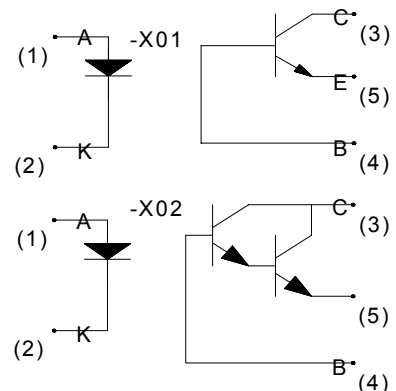 A -X01 C
(1) (3)
E
(5)
K B
(2) (4)
A -X02 C
(1) (3)
(5)
K B
(2) (4)